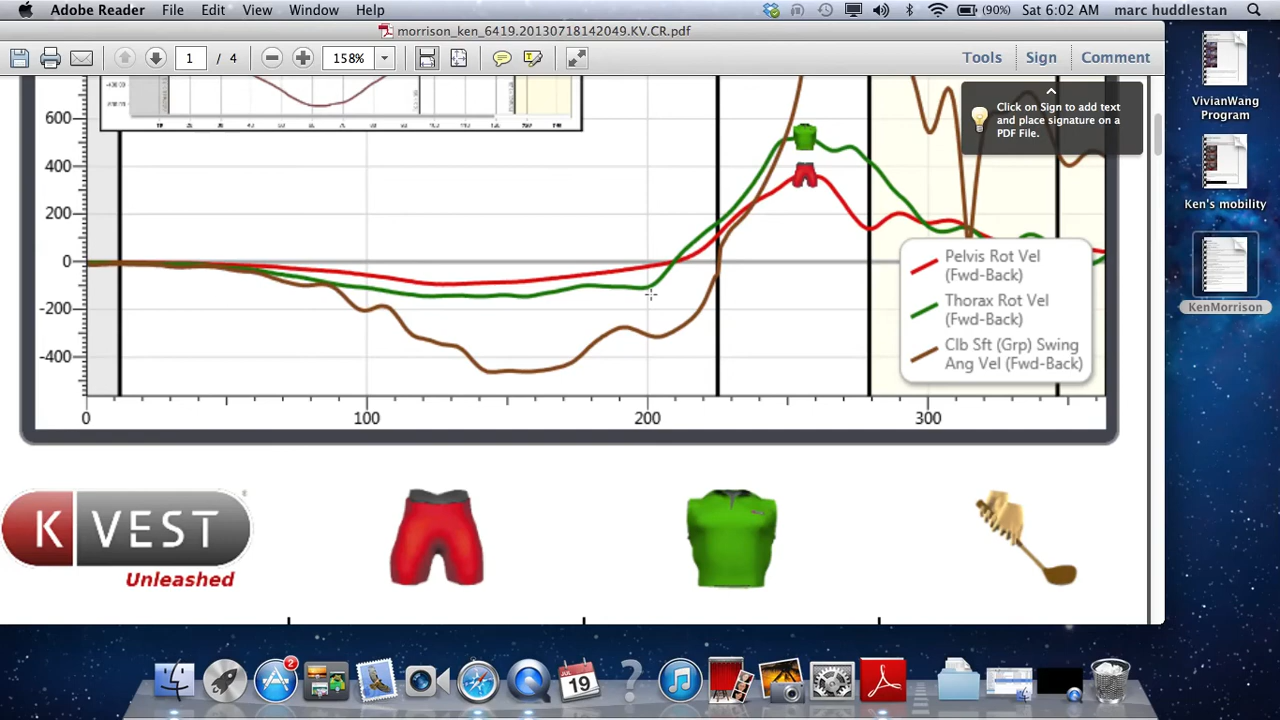 Adobe Reader File Edit View Window Help (90%) Sat 6:02 AM marc huddlestan
morrison_ken_6419.20130718142049.KV.CR.pdf
1 / 4 158% Tools Sign Comment
Click on Sign to add text
and place signature on a
PDF File.
VivianWang
Program
Ken's mobility
KenMorrison
600
400
200
0
-200
-400
0 100 200 300
Pelvis Rot Vel
(Fwd-Back)
Thorax Rot Vel
(Fwd-Back)
Clb Sft (Grp) Swing
Ang Vel (Fwd-Back)
K VEST
Unleashed
2
JUL
19
?